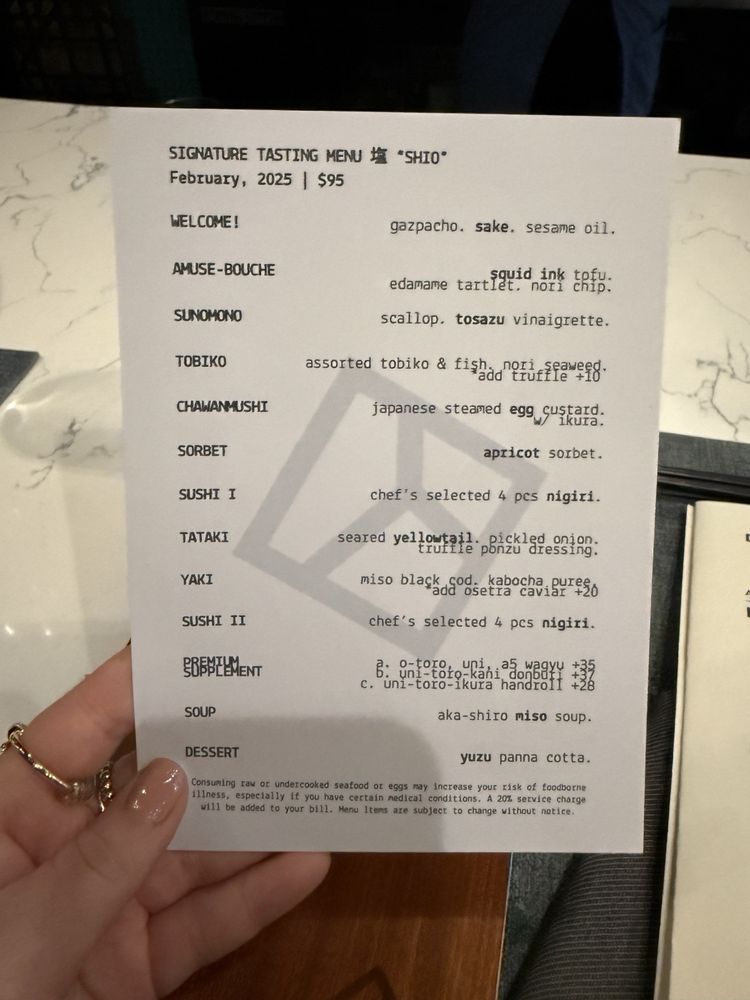 SIGNATURE TASTING MENU 塩 "SHIO"
February, 2025 | $95
WELCOME! gazpacho. sake. sesame oil.
AMUSE-BOUCHE squid ink tofu.
edamame tartlet. nori chip.
SUNOMONO scallop. tosazu vinaigrette.
TOBIKO assorted tobiko & fish. nori seaweed.
*add truffle +10
CHAWANMUSHI japanese steamed egg custard.
w/ ikura.
SORBET apricot sorbet.
SUSHI I chef's selected 4 pcs nigiri.
TATAKI seared yellowtail. pickled onion.
truffle ponzu dressing.
YAKI miso black cod. kabocha puree.
*add osetra caviar +20
SUSHI II chef's selected 4 pcs nigiri.
PREMIUM a. o-toro, uni, a5 wagyu +35
SUPPLEMENT b. uni-toro-kani donburi +37
c. uni-toro-ikura handroll +28
SOUP aka-shiro miso soup.
DESSERT yuzu panna cotta.
Consuming raw or undercooked seafood or eggs may increase your risk of foodborne
illness, especially if you have certain medical conditions. A 20% service charge
will be added to your bill. Menu Items are subject to change without notice.